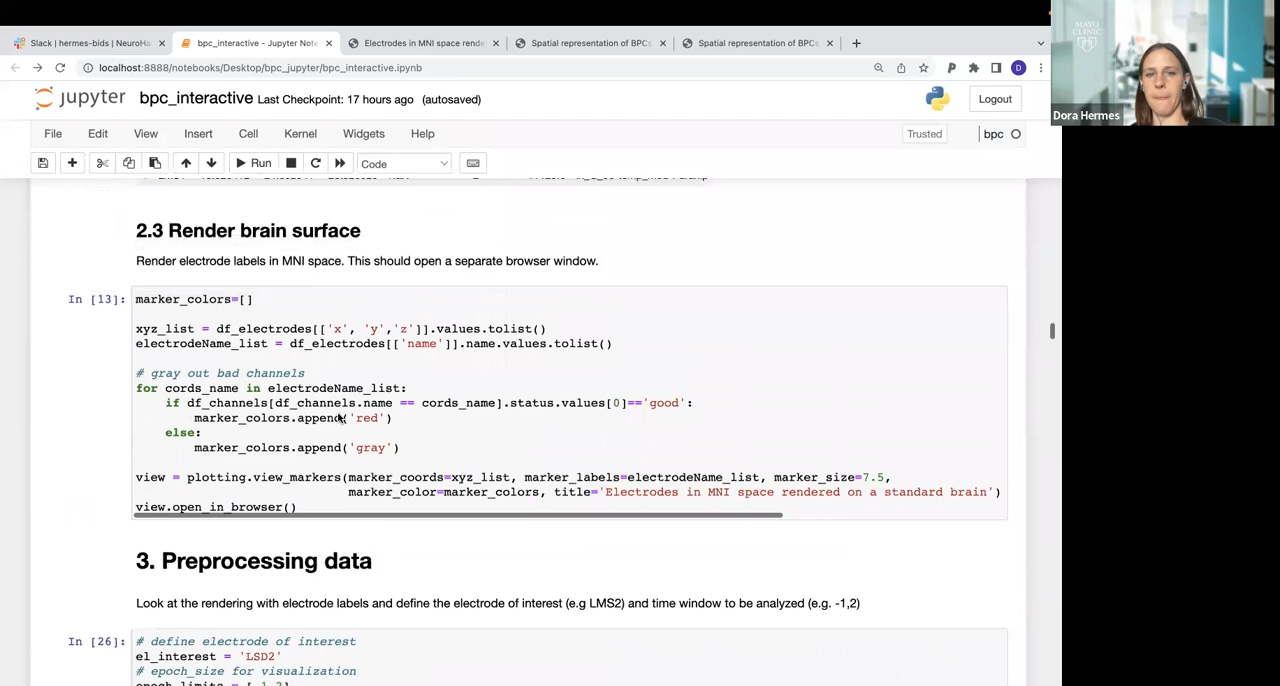 Slack | hermes-bids | NeuroHa
bpc_interactive - Jupyter Note
Electrodes in MNI space rende
Spatial representation of BPCs
Spatial representation of BPCs
localhost:8888/notebooks/Desktop/bpc_jupyter/bpc_interactive.ipynb
MAYO
CLINIC
Dora Hermes
jupyter bpc_interactive Last Checkpoint: 17 hours ago (autosaved)
Logout
File Edit View Insert Cell Kernel Widgets Help
Trusted
bpc
Run
Code
2.3 Render brain surface
Render electrode labels in MNI space. This should open a separate browser window.
In [13]:
marker_colors=[]
xyz_list = df_electrodes[['x', 'y','z']].values.tolist()
electrodeName_list = df_electrodes[['name']].name.values.tolist()
# gray out bad channels
for cords_name in electrodeName_list:
if df_channels[df_channels.name == cords_name].status.values[0]=='good':
marker_colors.append('red')
else:
marker_colors.append('gray')
view = plotting.view_markers(marker_coords=xyz_list, marker_labels=electrodeName_list, marker_size=7.5,
marker_color=marker_colors, title='Electrodes in MNI space rendered on a standard brain')
view.open_in_browser()
3. Preprocessing data
Look at the rendering with electrode labels and define the electrode of interest (e.g LMS2) and time window to be analyzed (e.g. -1,2)
In [26]:
# define electrode of interest
el_interest = 'LSD2'
# epoch_size for visualization
epoch_limits = [-1,2]